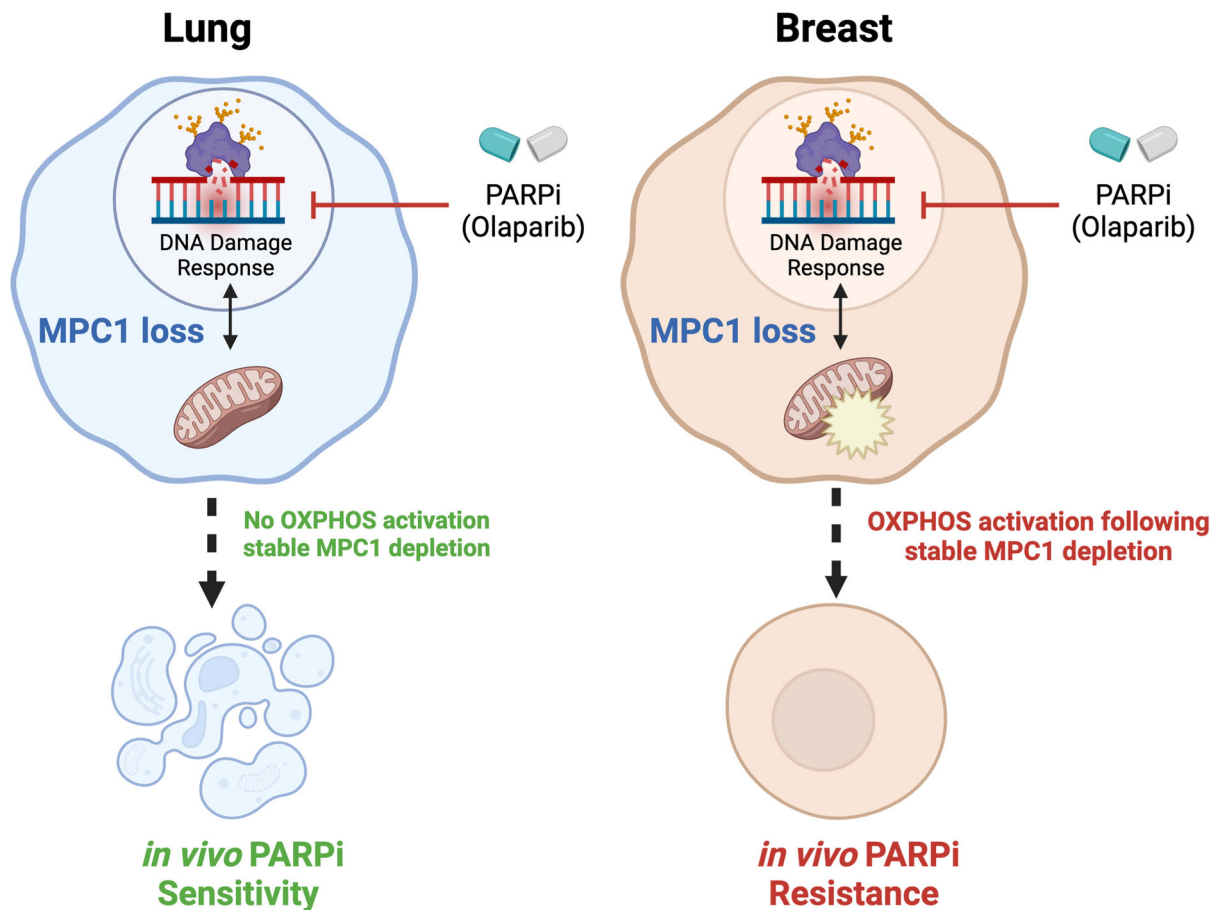 Lung
DNA Damage
Response
PARPi
(Olaparib)
MPC1 loss
No OXPHOS activation
stable MPC1 depletion
in vivo PARPi
Sensitivity
Breast
DNA Damage
Response
PARPi
(Olaparib)
MPC1 loss
OXPHOS activation following
stable MPC1 depletion
in vivo PARPi
Resistance